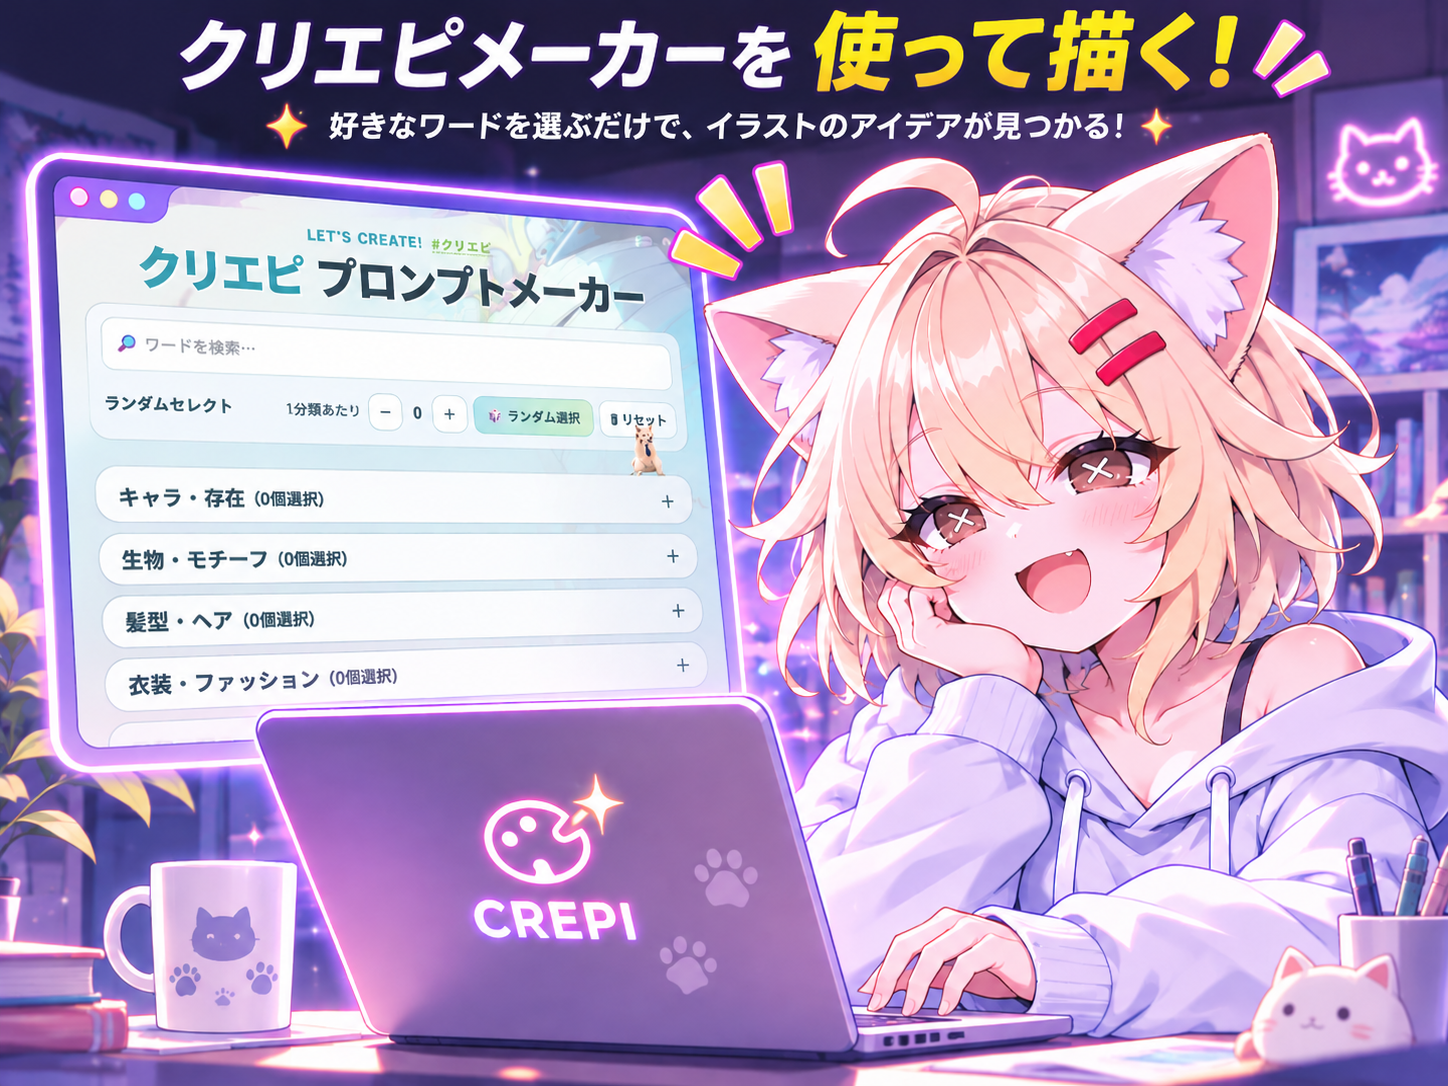 クリエピメーカーを使って描く!
好きなワードを選ぶだけで、イラストのアイデアが見つかる!
LET'S CREATE! #クリエピ
クリエピ プロンプトメーカー
ワードを検索…
ランダムセレクト 1分類あたり − 0 + ランダム選択 リセット
キャラ・存在 (0個選択) +
生物・モチーフ (0個選択) +
髪型・ヘア (0個選択) +
衣装・ファッション (0個選択) +
CREPI